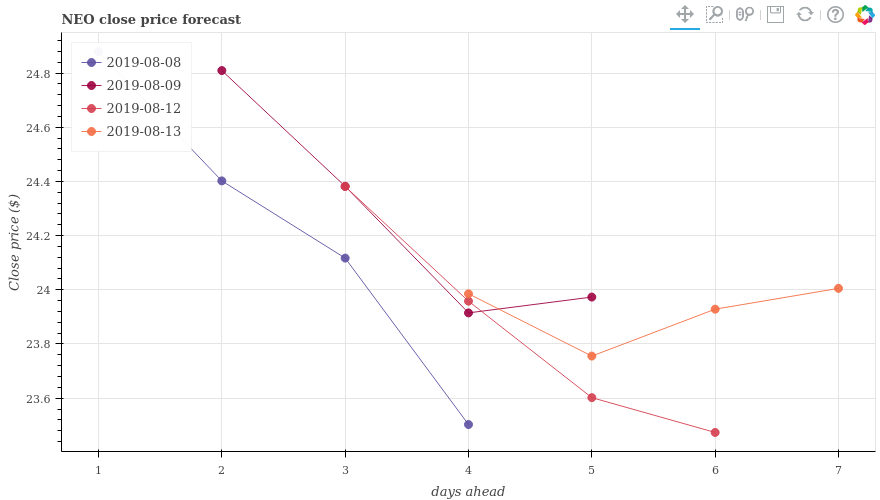 NEO close price forecast
2019-08-08
2019-08-09
2019-08-12
2019-08-13
Close price ($)
24.8
24.6
24.4
24.2
24
23.8
23.6
1 2 3 4 5 6 7
days ahead